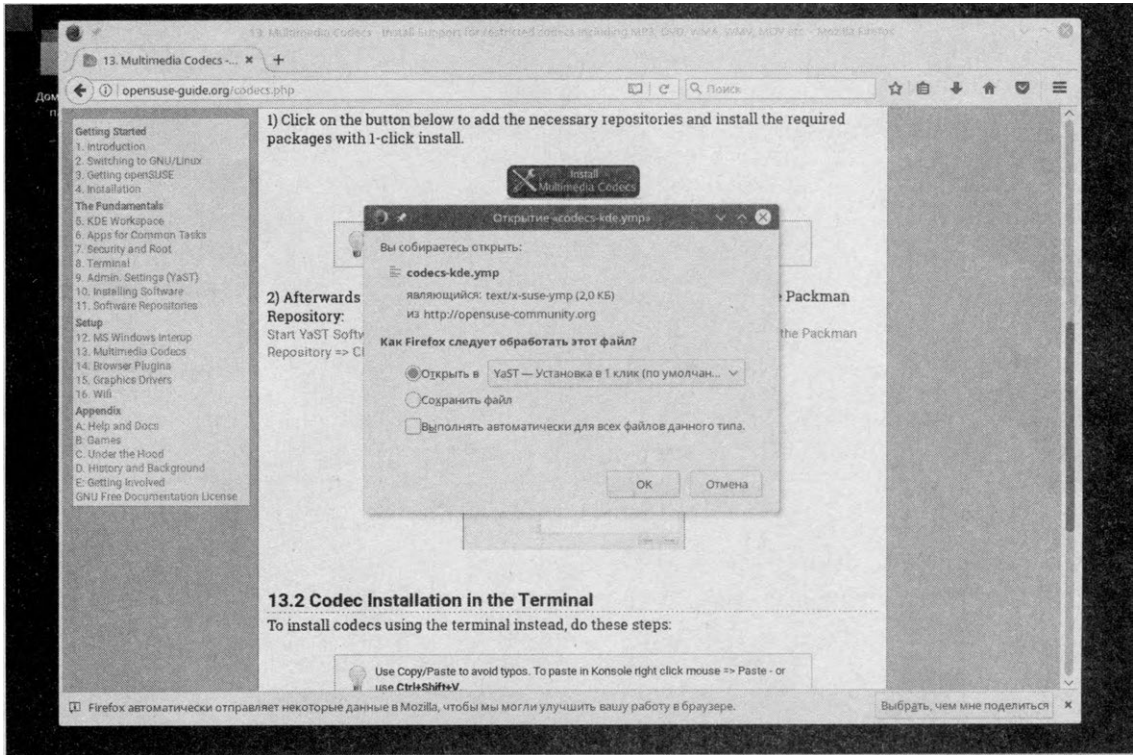 13. Multimedia Codecs - Install Support for restricted codecs including MP3, DVD, WMA, WMV, MOV etc - Mozilla Firefox
13. Multimedia Codecs -...
opensuse-guide.org/codecs.php
Поиск
Дом
п
Getting Started
1. Introduction
2. Switching to GNU/Linux
3. Getting openSUSE
4. Installation
The Fundamentals
5. KDE Workspace
6. Apps for Common Tasks
7. Security and Root
8. Terminal
9. Admin. Settings (YaST)
10. Installing Software
11. Software Repositories
Setup
12. MS Windows Interop
13. Multimedia Codecs
14. Browser Plugins
15. Graphics Drivers
16. Wifi
Appendix
A: Help and Docs
B: Games
C: Under the Hood
D: History and Background
E: Getting Involved
GNU Free Documentation License
1) Click on the button below to add the necessary repositories and install the required
packages with 1-click install.
Install
Multimedia Codecs
2) Afterwards
Packman
Repository:
Start YaST Softw
the Packman
Repository => Cl
Открытие «codecs-kde.ymp»
Вы собираетесь открыть:
codecs-kde.ymp
являющийся: text/x-suse-ymp (2,0 КБ)
из http://opensuse-community.org
Как Firefox следует обработать этот файл?
Открыть в YaST — Установка в 1 клик (по умолчан...
Сохранить файл
Выполнять автоматически для всех файлов данного типа.
ОК
Отмена
13.2 Codec Installation in the Terminal
To install codecs using the terminal instead, do these steps:
Use Copy/Paste to avoid typos. To paste in Konsole right click mouse => Paste - or
use Ctrl+Shift+V.
Firefox автоматически отправляет некоторые данные в Mozilla, чтобы мы могли улучшить вашу работу в браузере.
Выбрать, чем мне поделиться